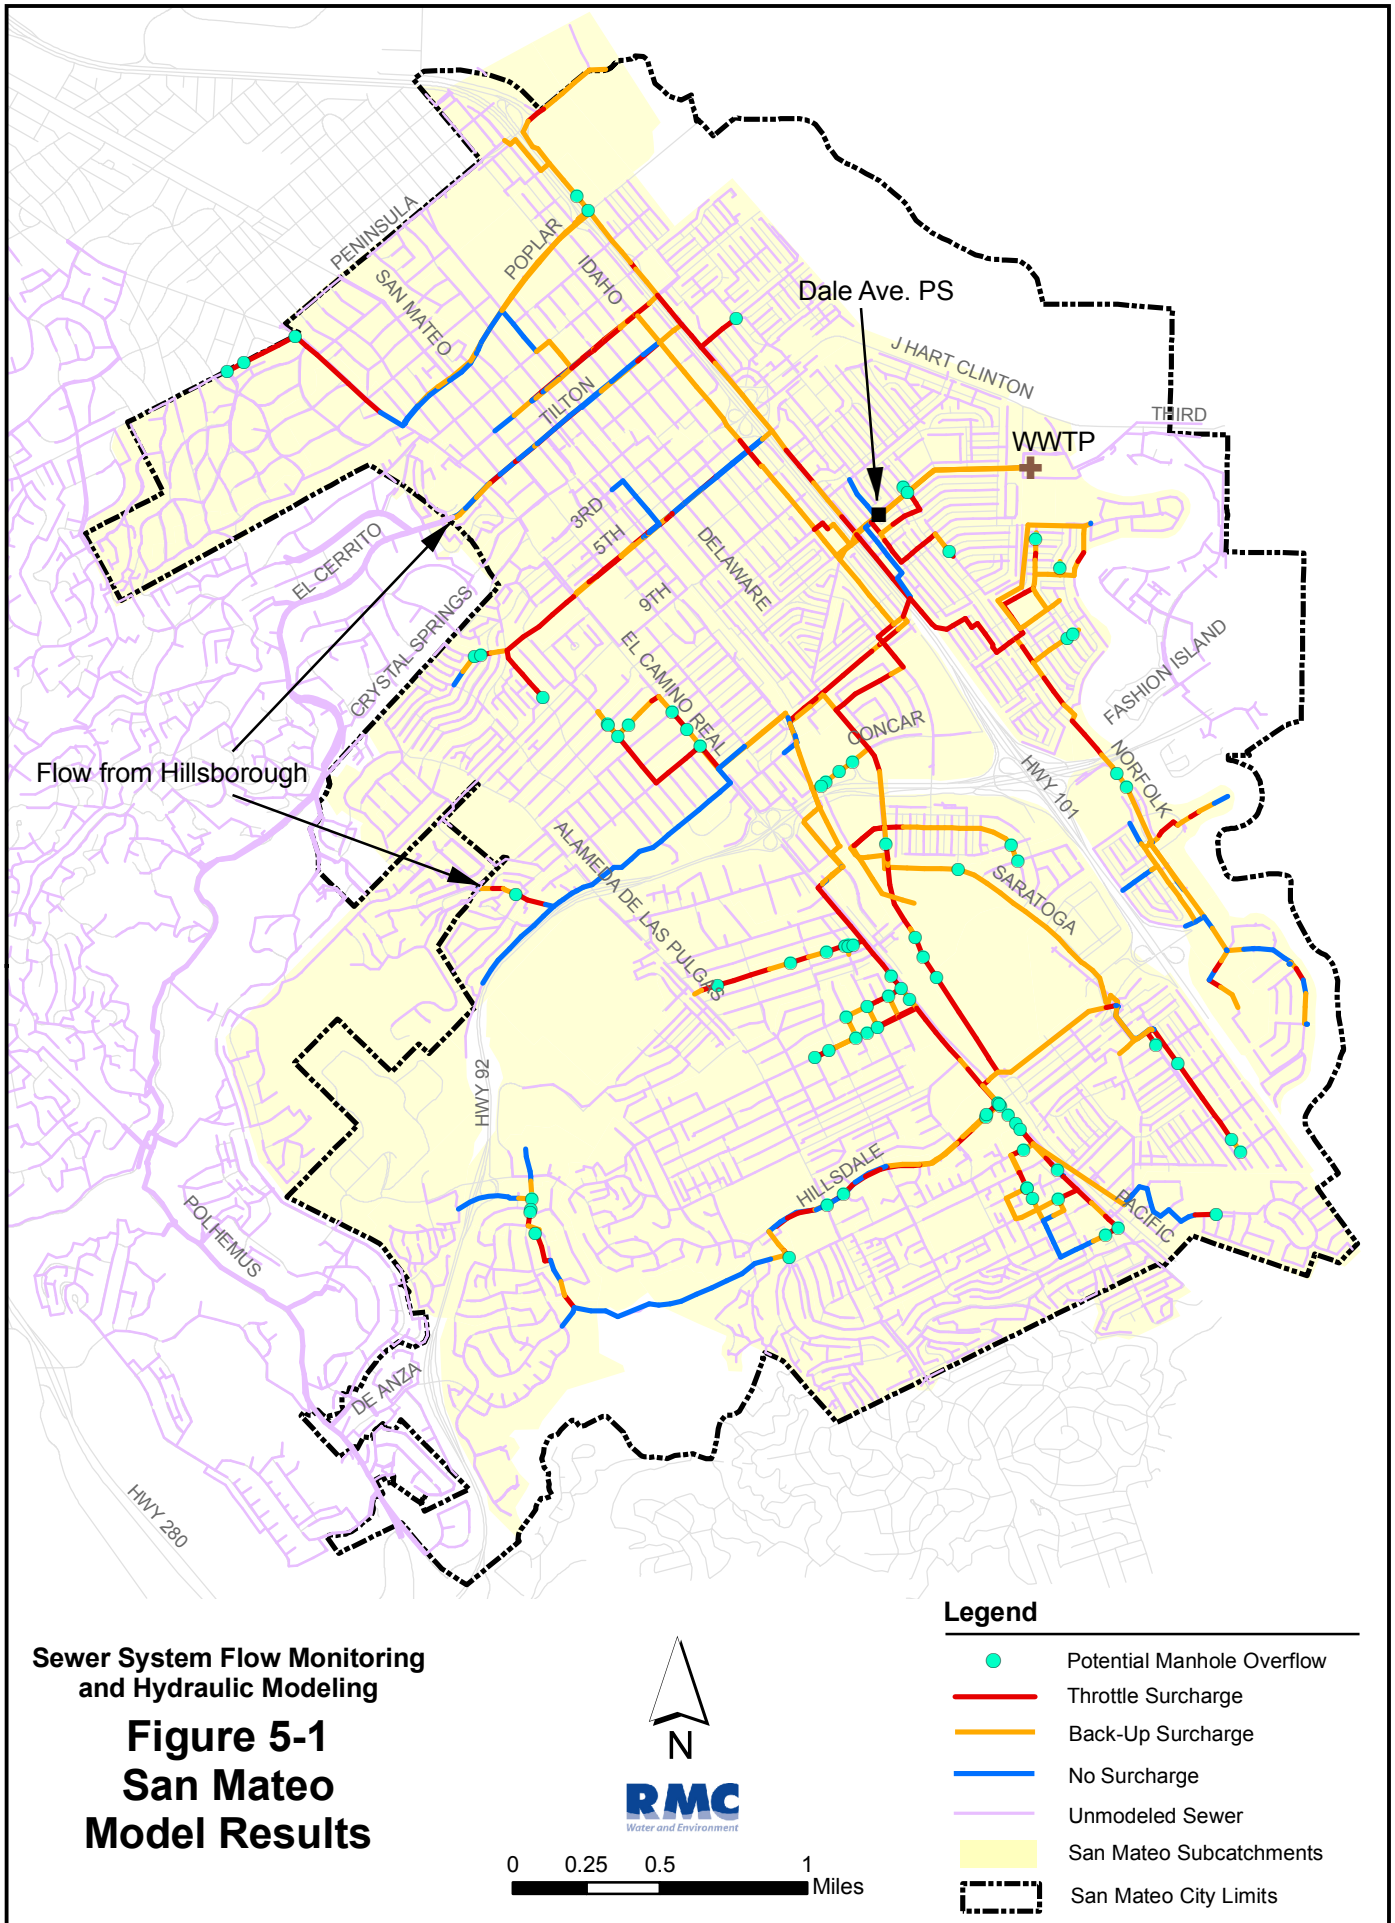 PENINSULA
SAN MATEO
POPLAR
IDAHO
Dale Ave. PS
J HART CLINTON
THIRD
WWTP
TILTON
3RD
5TH
9TH
DELAWARE
EL CERRITO
CRYSTAL SPRINGS
EL CAMINO REAL
CONCAR
FASHION ISLAND
HWY 101
NORFOLK
Flow from Hillsborough
ALAMEDA DE LAS PULGAS
SARATOGA
HWY 92
HILLSDALE
PACIFIC
POLHEMUS
DE ANZA
HWY 280
Sewer System Flow Monitoring
and Hydraulic Modeling
Figure 5-1
San Mateo
Model Results
N
RMC
Water and Environment
0 0.25 0.5 1
Miles
Legend
Potential Manhole Overflow
Throttle Surcharge
Back-Up Surcharge
No Surcharge
Unmodeled Sewer
San Mateo Subcatchments
San Mateo City Limits